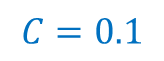 C = 0.1